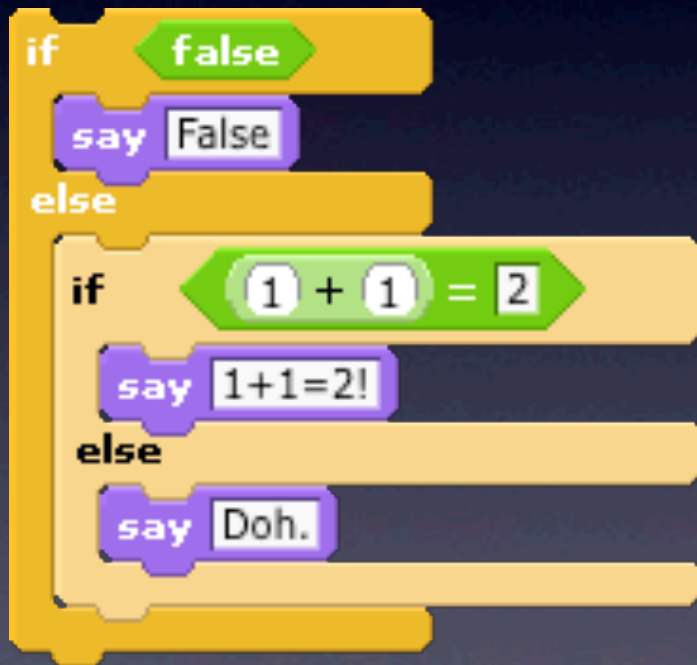 if false
say False
else
if 1 + 1 = 2
say 1+1=2!
else
say Doh.